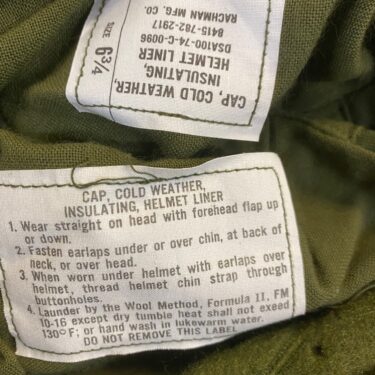 CAP, COLD WEATHER,
INSULATING,
HELMET LINER
DSA100-74-C-0096
8415-782-2917
RACHMAN MFG. CO.
SIZE 6¾
CAP, COLD WEATHER,
INSULATING, HELMET LINER
1. Wear straight on head with forehead flap up
or down.
2. Fasten earlaps under or over chin, at back of
neck, or over head.
3. When worn under helmet with earlaps over
helmet, thread helmet chin strap through
buttonholes.
4. Launder by the Wool Method, Formula II, FM
10-16 except dry tumble heat shall not exceed
130°F; or hand wash in lukewarm water.
DO NOT REMOVE THIS LABEL